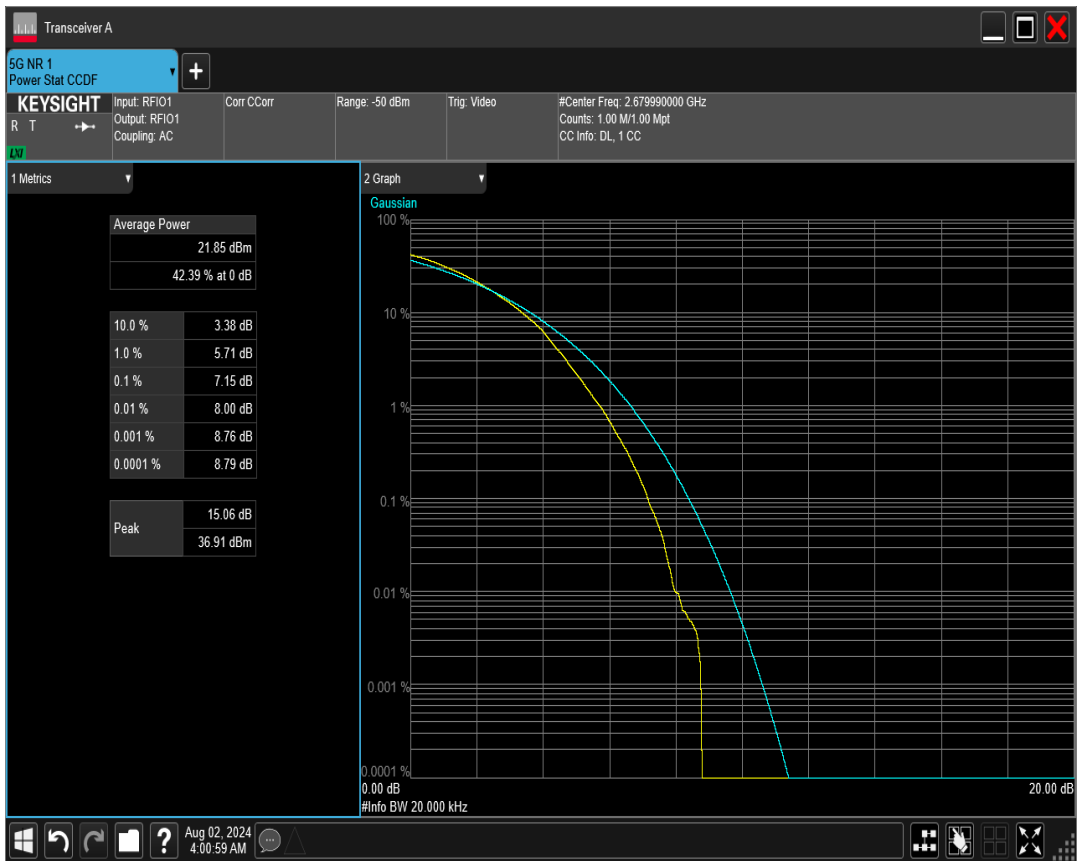 Transceiver A
5G NR 1
Power Stat CCDF
KEYSIGHT
R T
LXI
Input: RFIO1
Output: RFIO1
Coupling: AC
Corr CCorr
Range: -50 dBm
Trig: Video
#Center Freq: 2.679990000 GHz
Counts: 1.00 M/1.00 Mpt
CC Info: DL, 1 CC
1 Metrics
Average Power
21.85 dBm
42.39 % at 0 dB
10.0 % 3.38 dB
1.0 % 5.71 dB
0.1 % 7.15 dB
0.01 % 8.00 dB
0.001 % 8.76 dB
0.0001 % 8.79 dB
Peak
15.06 dB
36.91 dBm
2 Graph
Gaussian
100 %
10 %
1 %
0.1 %
0.01 %
0.001 %
0.0001 %
0.00 dB
20.00 dB
#Info BW 20.000 kHz
Aug 02, 2024
4:00:59 AM